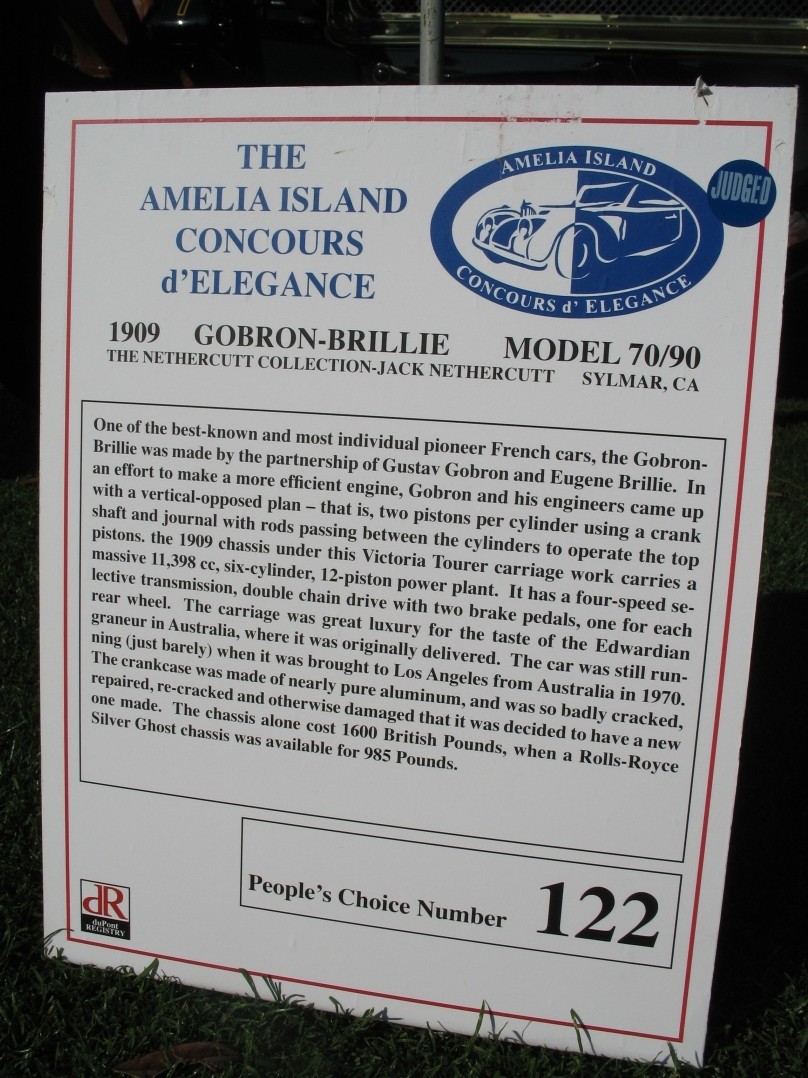 THE
AMELIA ISLAND
CONCOURS
d'ELEGANCE
AMELIA ISLAND
CONCOURS d' ELEGANCE
JUDGED
1909 GOBRON-BRILLIE MODEL 70/90
THE NETHERCUTT COLLECTION-JACK NETHERCUTT SYLMAR, CA
One of the best-known and most individual pioneer French cars, the Gobron-
Brillie was made by the partnership of Gustav Gobron and Eugene Brillie. In
an effort to make a more efficient engine, Gobron and his engineers came up
with a vertical-opposed plan – that is, two pistons per cylinder using a crank
shaft and journal with rods passing between the cylinders to operate the top
pistons. the 1909 chassis under this Victoria Tourer carriage work carries a
massive 11,398 cc, six-cylinder, 12-piston power plant. It has a four-speed se-
lective transmission, double chain drive with two brake pedals, one for each
rear wheel. The carriage was great luxury for the taste of the Edwardian
graneur in Australia, where it was originally delivered. The car was still run-
ning (just barely) when it was brought to Los Angeles from Australia in 1970.
The crankcase was made of nearly pure aluminum, and was so badly cracked,
repaired, re-cracked and otherwise damaged that it was decided to have a new
one made. The chassis alone cost 1600 British Pounds, when a Rolls-Royce
Silver Ghost chassis was available for 985 Pounds.
People's Choice Number 122
dR
duPont
REGISTRY